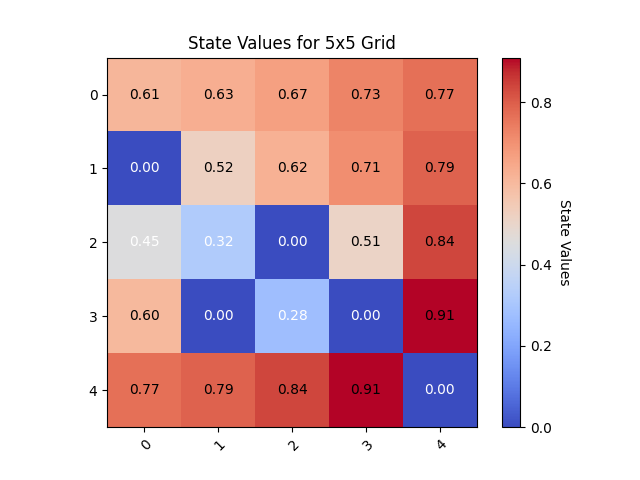 State Values for 5x5 Grid
0 0.61 0.63 0.67 0.73 0.77
1 0.00 0.52 0.62 0.71 0.79
2 0.45 0.32 0.00 0.51 0.84
3 0.60 0.00 0.28 0.00 0.91
4 0.77 0.79 0.84 0.91 0.00
0 1 2 3 4
0.8
0.6
0.4
0.2
0.0
State Values